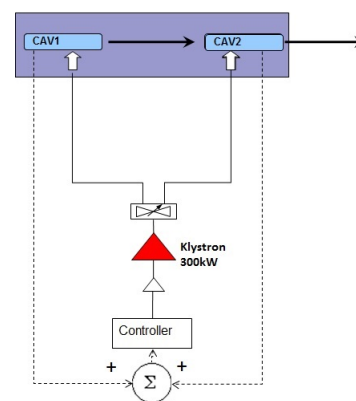 CAV1
CAV2
Klystron
300kW
Controller
+
+
Σ